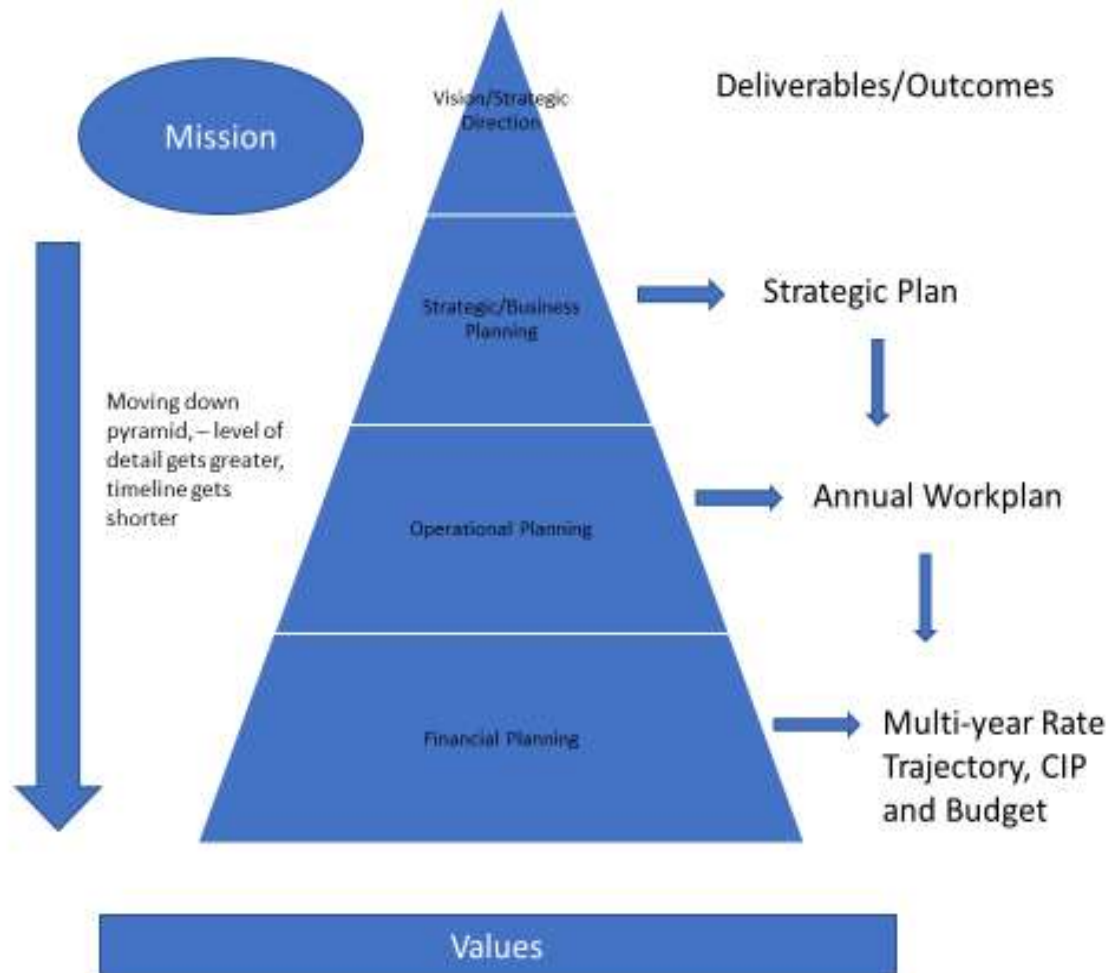 Vision/Strategic
Direction
Deliverables/Outcomes
Mission
Strategic/Business
Planning
Strategic Plan
Moving down
pyramid, – level of
detail gets greater,
timeline gets
shorter
Operational Planning
Annual Workplan
Financial Planning
Multi-year Rate
Trajectory, CIP
and Budget
Values